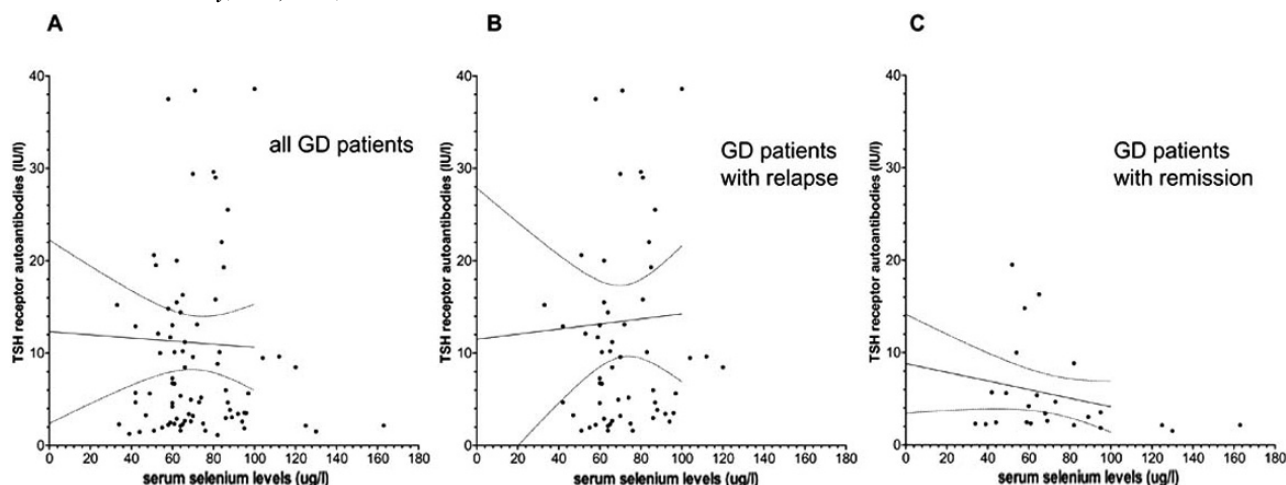 A
B
C
40
30
20
10
0
TSH receptor autoantibodies (IU/l)
all GD patients
0 20 40 60 80 100 120 140 160 180
serum selenium levels (ug/l)
40
30
20
10
0
TSH receptor autoantibodies (IU/l)
GD patients
with relapse
0 20 40 60 80 100 120 140 160 180
serum selenium levels (ug/l)
40
30
20
10
0
TSH receptor autoantibodies (IU/l)
GD patients
with remission
0 20 40 60 80 100 120 140 160 180
serum selenium levels (ug/l)